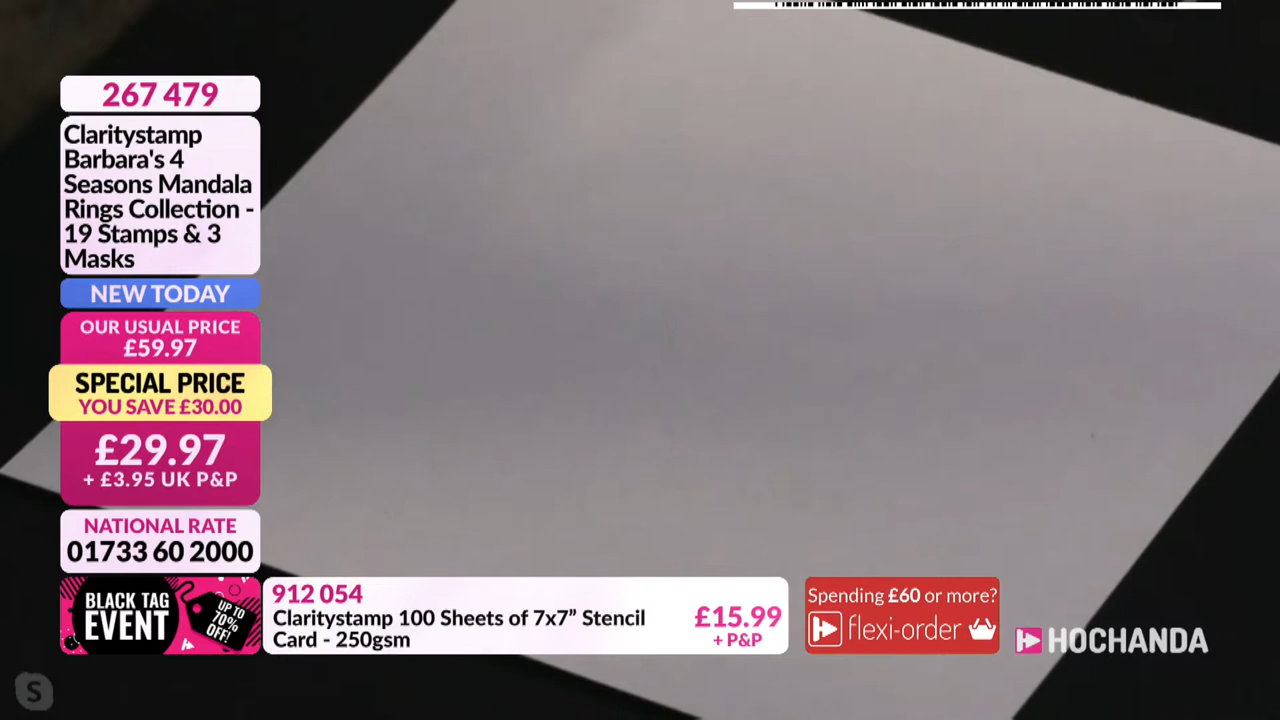 267 479
Claritystamp
Barbara's 4
Seasons Mandala
Rings Collection -
19 Stamps & 3
Masks
NEW TODAY
OUR USUAL PRICE
£59.97
SPECIAL PRICE
YOU SAVE £30.00
£29.97
+ £3.95 UK P&P
NATIONAL RATE
01733 60 2000
BLACK TAG
EVENT
UP TO
70%
OFF!
912 054
Claritystamp 100 Sheets of 7x7” Stencil
Card - 250gsm
£15.99
+ P&P
Spending £60 or more?
flexi-order
HOCHANDA
S